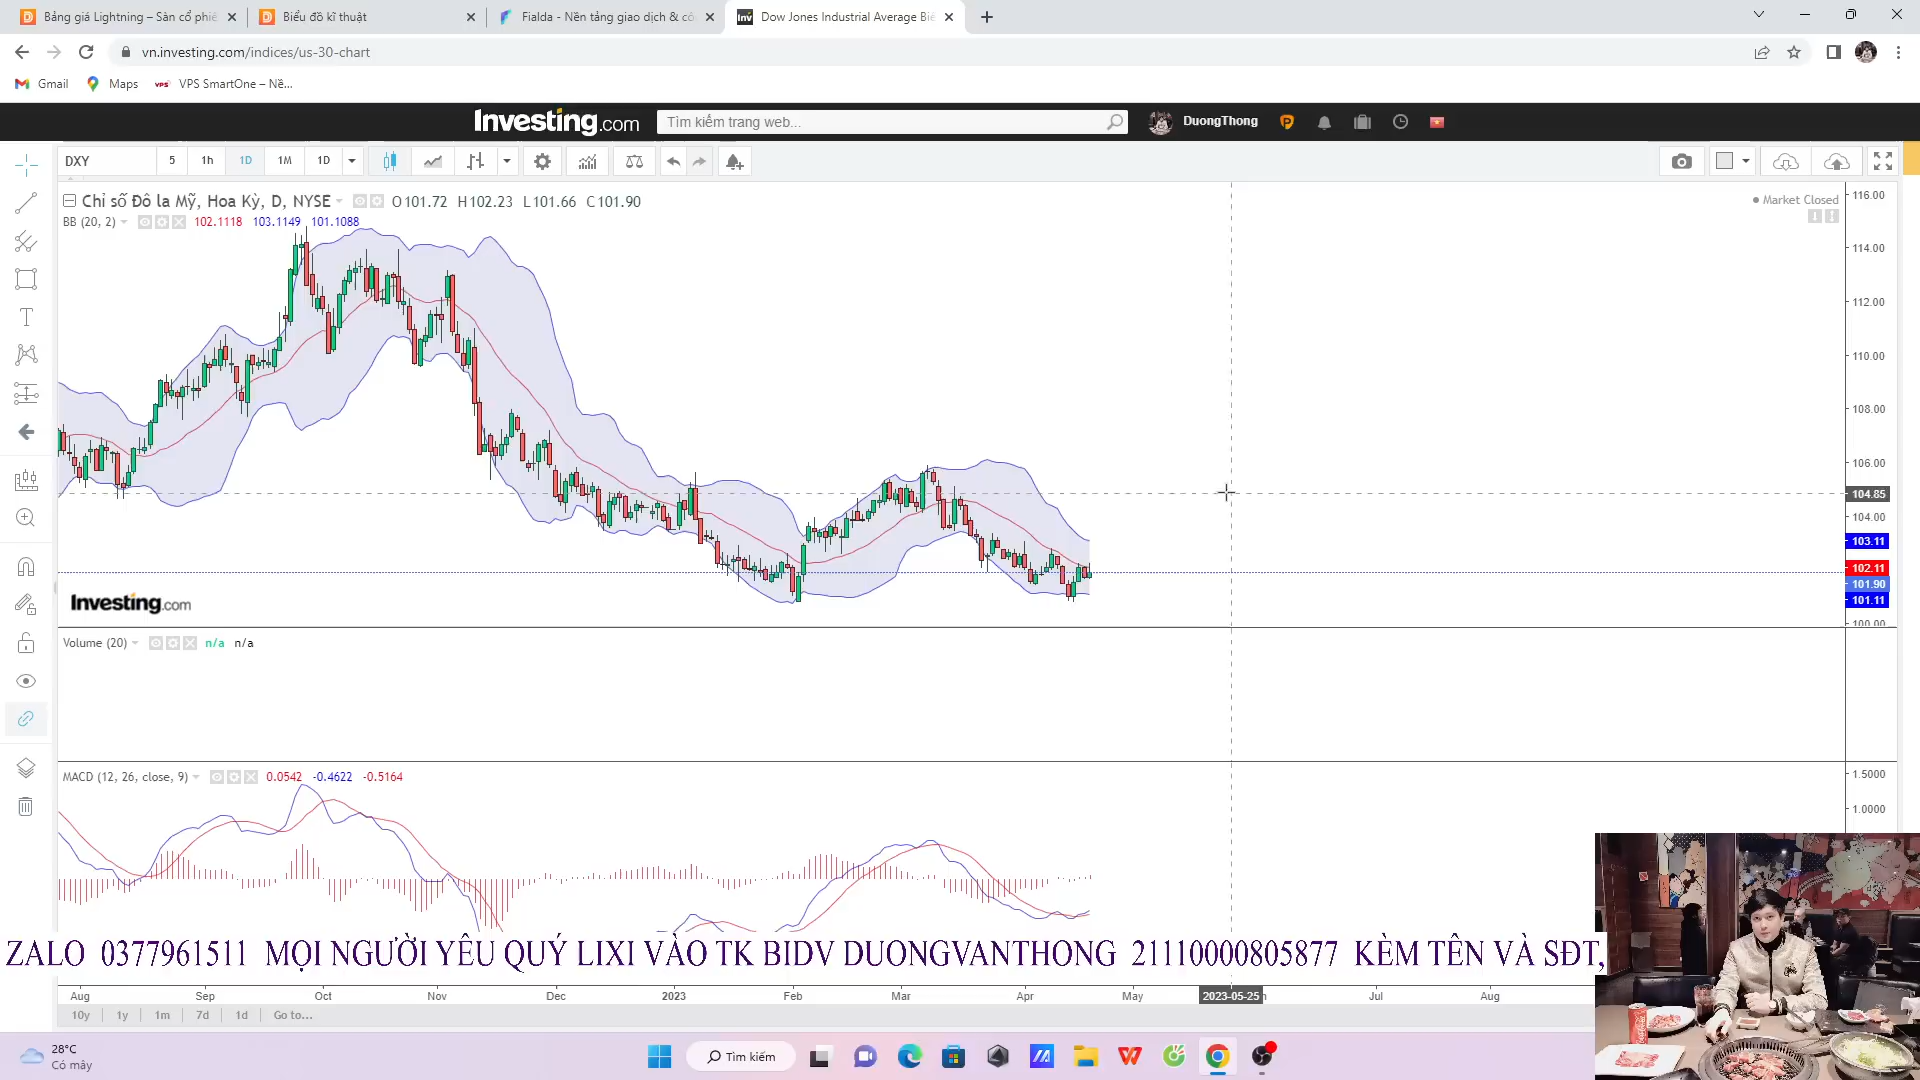 Bảng giá Lightning – Sàn cổ phiế
Biểu đồ kĩ thuật
Fialda - Nền tảng giao dịch & cô
Dow Jones Industrial Average Biể
vn.investing.com/indices/us-30-chart
Gmail
Maps
VPS SmartOne – Nề...
Investing.com
Tìm kiếm trang web...
DuongThong
DXY
5
1h
1D
1M
1D
Chỉ số Đô la Mỹ, Hoa Kỳ, D, NYSE
O101.72 H102.23 L101.66 C101.90
Market Closed
BB (20, 2)
102.1118 103.1149 101.1088
116.00
114.00
112.00
110.00
108.00
106.00
104.85
104.00
103.11
102.11
101.90
101.11
100.00
Investing.com
Volume (20)
n/a n/a
MACD (12, 26, close, 9)
0.0542 -0.4622 -0.5164
1.5000
1.0000
ZALO 0377961511 MỌI NGƯỜI YÊU QUÝ LIXI VÀO TK BIDV DUONGVANTHONG 21110000805877 KÈM TÊN VÀ SĐT,
Aug Sep Oct Nov Dec 2023 Feb Mar Apr May 2023-05-25 Jul Aug
10y 1y 1m 7d 1d Go to...
28°C
Có mây
Tìm kiếm